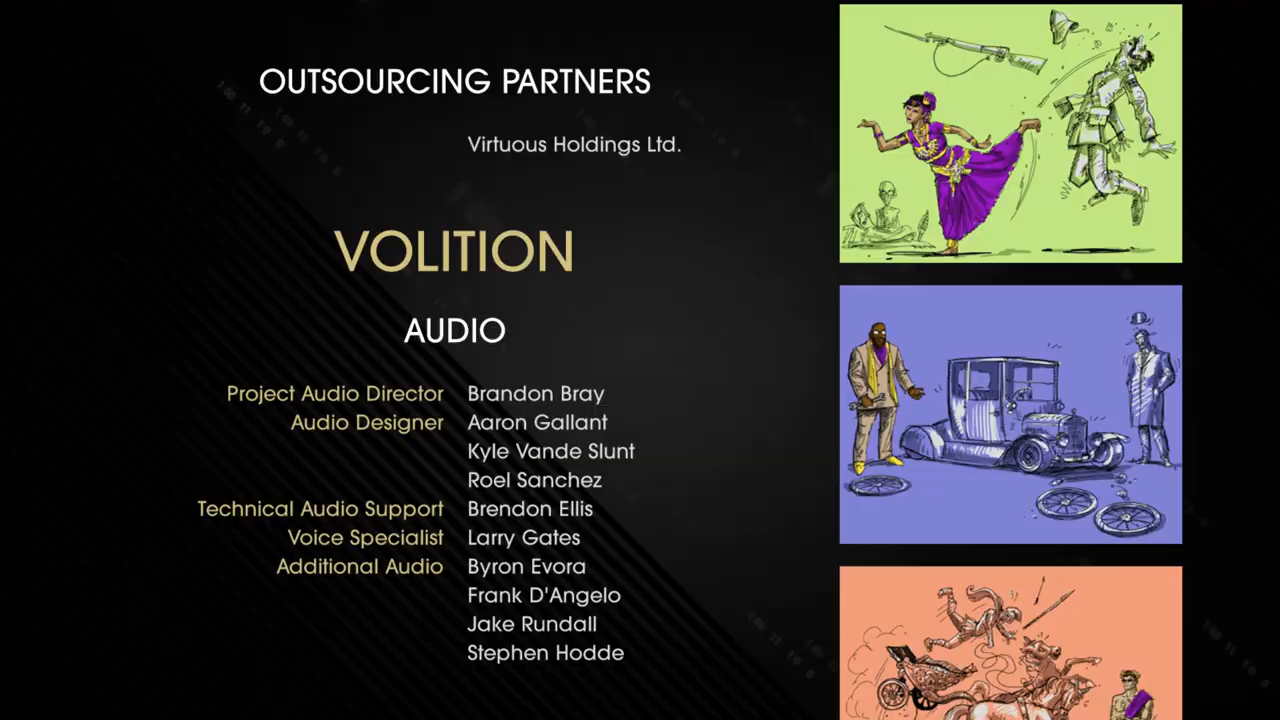 OUTSOURCING PARTNERS
Virtuous Holdings Ltd.
VOLITION
AUDIO
Project Audio Director Brandon Bray
Audio Designer Aaron Gallant
Kyle Vande Slunt
Roel Sanchez
Technical Audio Support Brendon Ellis
Voice Specialist Larry Gates
Additional Audio Byron Evora
Frank D'Angelo
Jake Rundall
Stephen Hodde